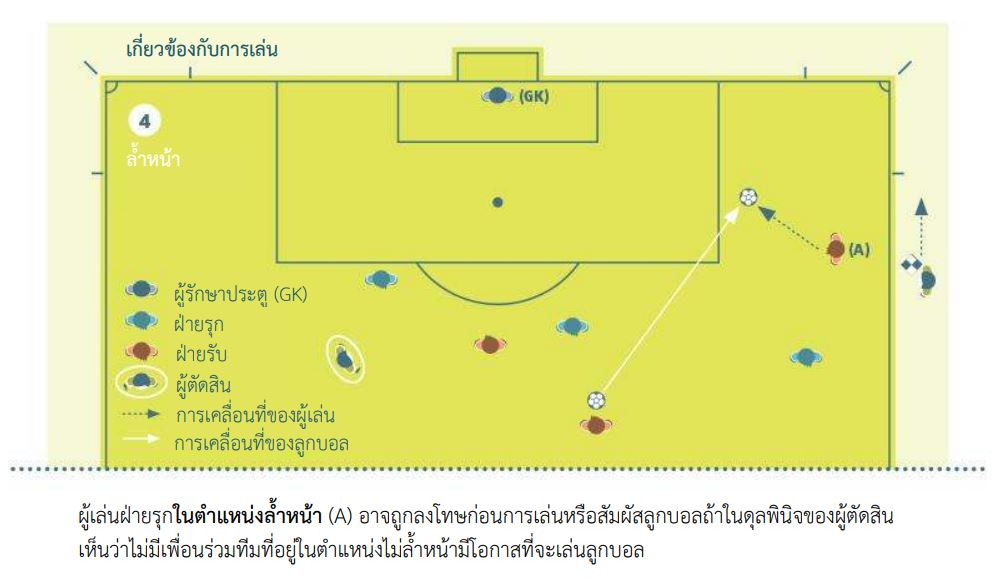 เกี่ยวข้องกับการเล่น
(GK)
4
ล้ำหน้า
(A)
ผู้รักษาประตู (GK)
ฝ่ายรุก
ฝ่ายรับ
ผู้ตัดสิน
การเคลื่อนที่ของผู้เล่น
การเคลื่อนที่ของลูกบอล
ผู้เล่นฝ่ายรุกในตำแหน่งล้ำหน้า (A) อาจถูกลงโทษก่อนการเล่นหรือสัมผัสลูกบอลถ้าในดุลพินิจของผู้ตัดสิน
เห็นว่าไม่มีเพื่อนร่วมทีมที่อยู่ในตำแหน่งไม่ล้ำหน้ามีโอกาสที่จะเล่นลูกบอล